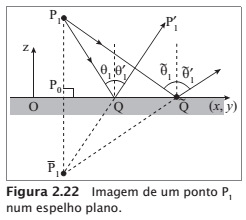 P₁ P′₁
z
θ₁ θ′₁ θ̃₁ θ̃′₁
P₀
O Q Q̃ (x, y)
P̅₁
Figura 2.22 Imagem de um ponto P₁
num espelho plano.